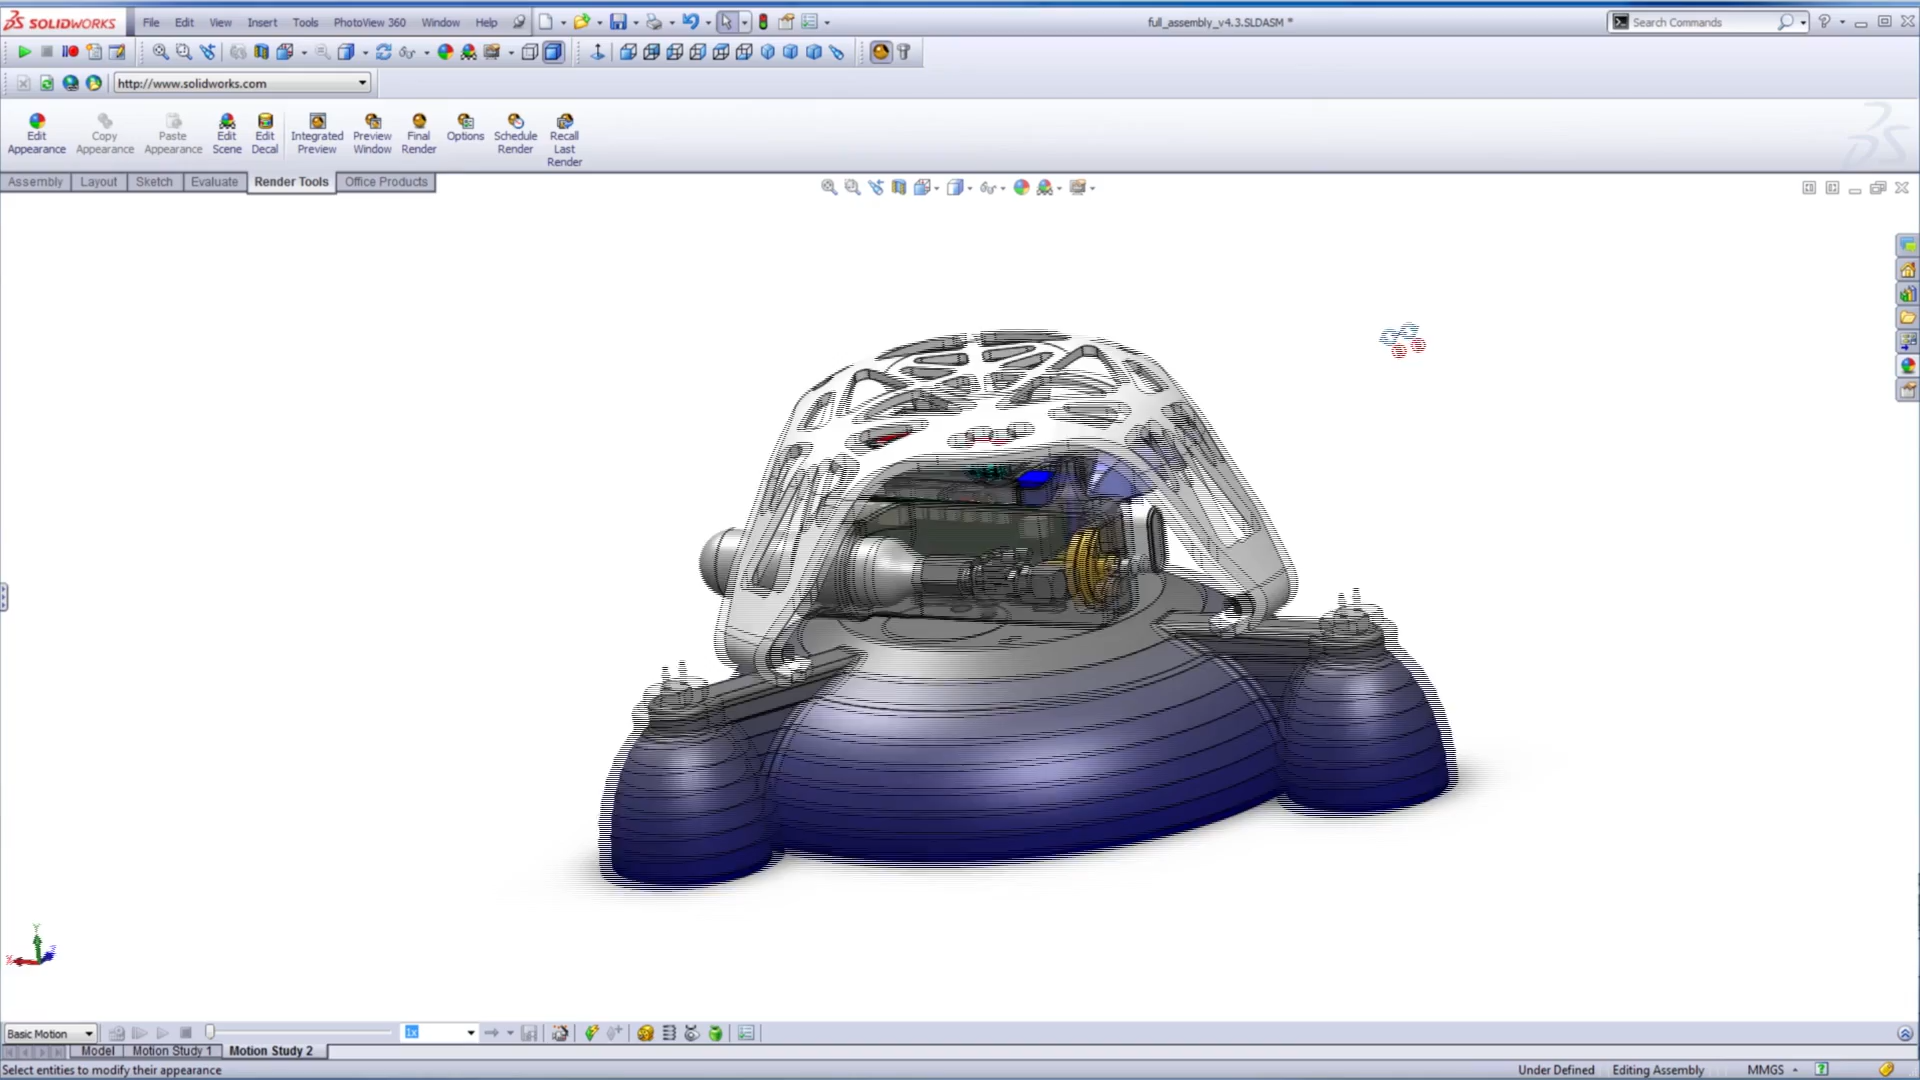 SOLIDWORKS File Edit View Insert Tools PhotoView 360 Window Help full_assembly_v4.3.SLDASM * Search Commands
http://www.solidworks.com
Edit Appearance
Copy Appearance
Paste Appearance
Edit Scene
Edit Decal
Integrated Preview
Preview Window
Final Render
Options
Schedule Render
Recall Last Render
Assembly Layout Sketch Evaluate Render Tools Office Products
Y
X
Basic Motion 1x
Model Motion Study 1 Motion Study 2
Select entities to modify their appearance Under Defined Editing Assembly MMGS